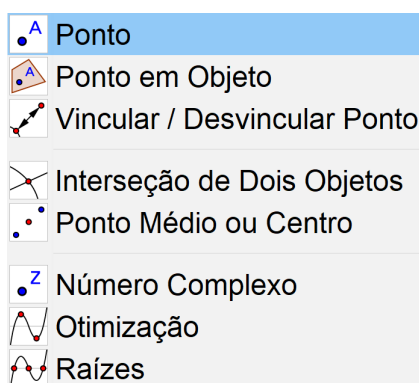 A Ponto
A Ponto em Objeto
Vincular / Desvincular Ponto
Interseção de Dois Objetos
Ponto Médio ou Centro
Z Número Complexo
Otimização
Raízes